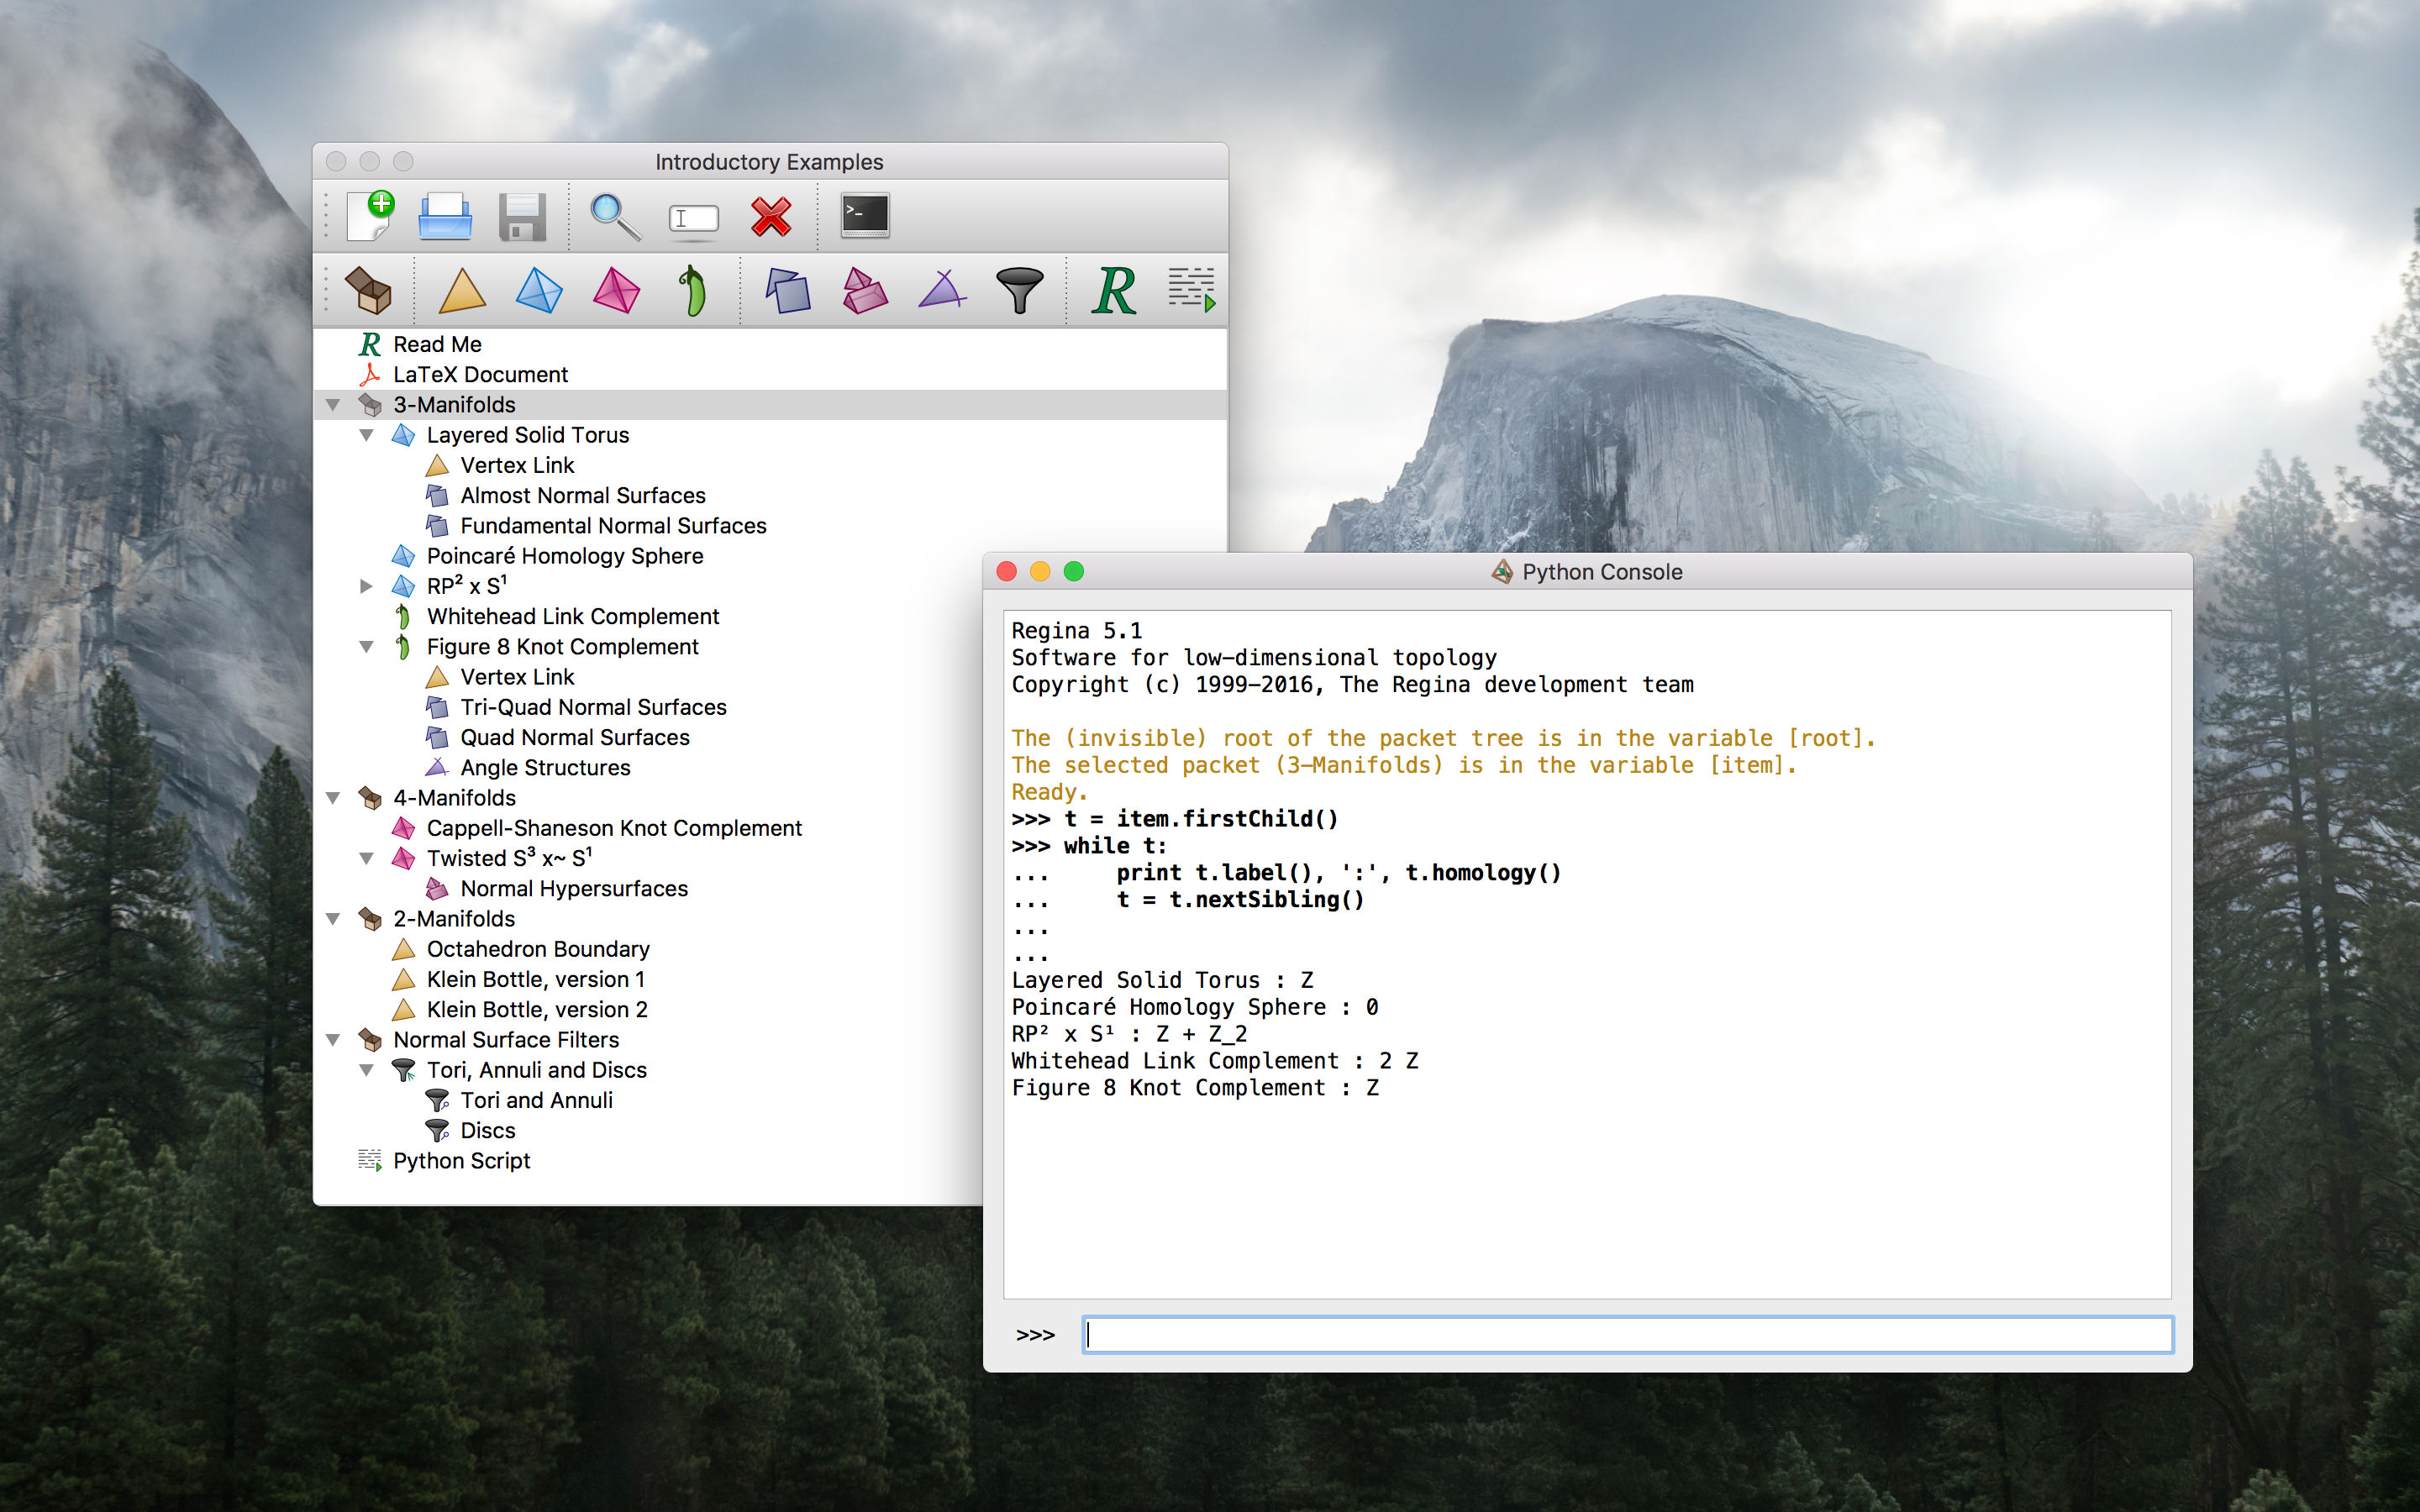 Introductory Examples
>_
R
Read Me
LaTeX Document
3-Manifolds
Layered Solid Torus
Vertex Link
Almost Normal Surfaces
Fundamental Normal Surfaces
Poincaré Homology Sphere
RP² x S¹
Whitehead Link Complement
Figure 8 Knot Complement
Vertex Link
Tri-Quad Normal Surfaces
Quad Normal Surfaces
Angle Structures
4-Manifolds
Cappell-Shaneson Knot Complement
Twisted S³ x~ S¹
Normal Hypersurfaces
2-Manifolds
Octahedron Boundary
Klein Bottle, version 1
Klein Bottle, version 2
Normal Surface Filters
Tori, Annuli and Discs
Tori and Annuli
Discs
Python Script
Python Console
Regina 5.1
Software for low-dimensional topology
Copyright (c) 1999-2016, The Regina development team
The (invisible) root of the packet tree is in the variable [root].
The selected packet (3-Manifolds) is in the variable [item].
Ready.
>>> t = item.firstChild()
>>> while t:
...     print t.label(), ':', t.homology()
...     t = t.nextSibling()
...
...
Layered Solid Torus : Z
Poincaré Homology Sphere : 0
RP² x S¹ : Z + Z_2
Whitehead Link Complement : 2 Z
Figure 8 Knot Complement : Z
>>>